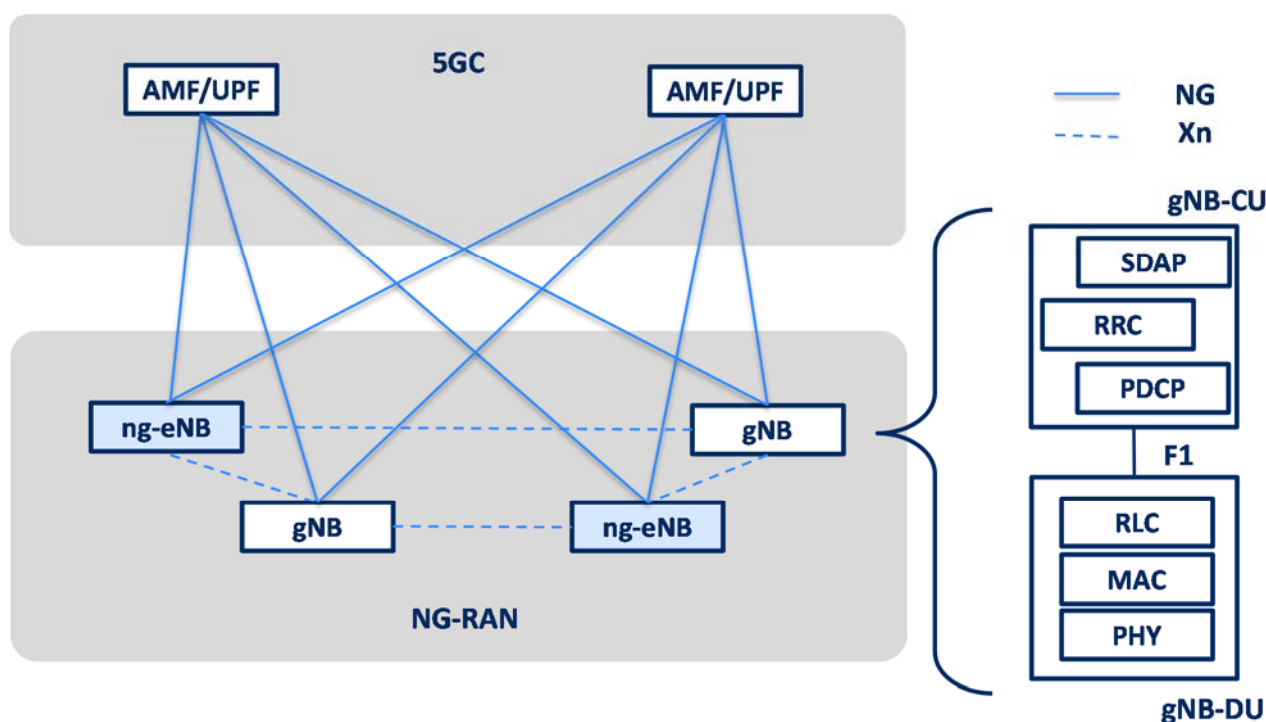 5GC
AMF/UPF
AMF/UPF
NG
Xn
gNB-CU
SDAP
RRC
PDCP
F1
ng-eNB
gNB
gNB
ng-eNB
NG-RAN
RLC
MAC
PHY
gNB-DU